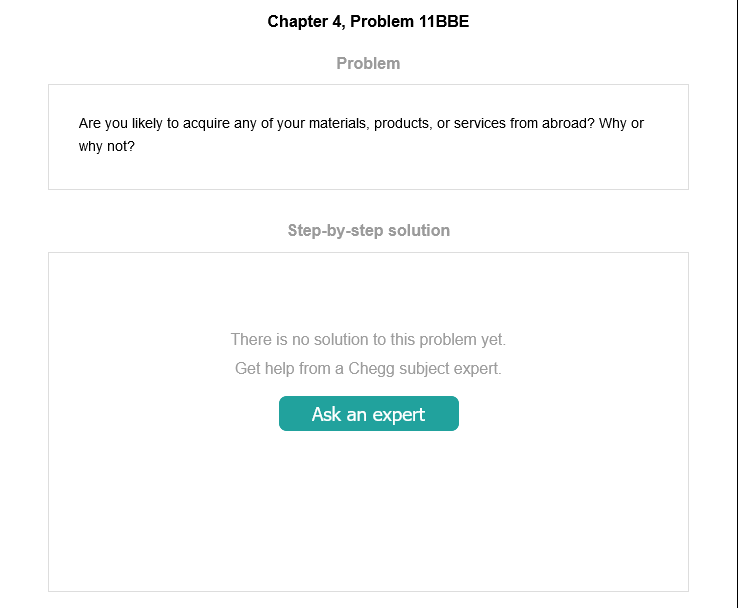 Chapter 4, Problem 11BBE
Problem
Are you likely to acquire any of your materials, products, or services from abroad? Why or
why not?
Step-by-step solution
There is no solution to this problem yet.
Get help from a Chegg subject expert.
Ask an expert